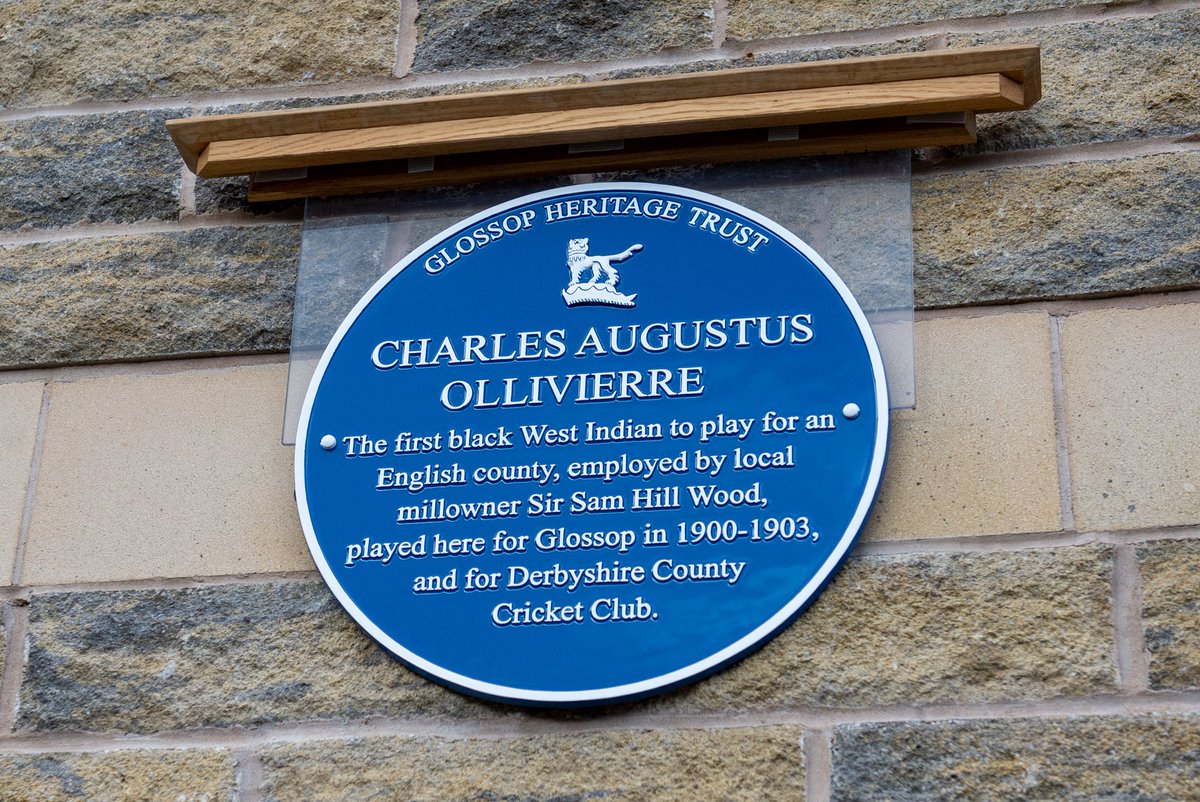 GLOSSOP HERITAGE TRUST
CHARLES AUGUSTUS
OLLIVIERRE
The first black West Indian to play for an
English county, employed by local
millowner Sir Sam Hill Wood,
played here for Glossop in 1900-1903,
and for Derbyshire County
Cricket Club.